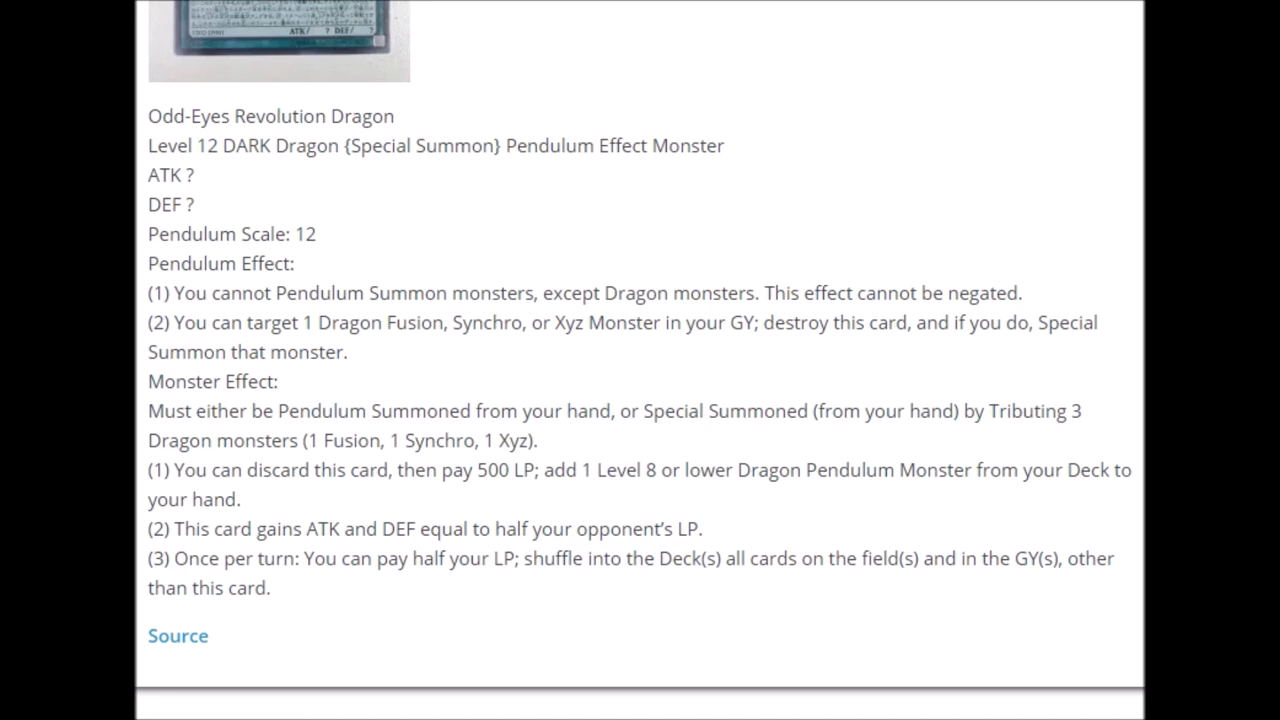 ATK/ ? DEF/ ?
Odd-Eyes Revolution Dragon
Level 12 DARK Dragon {Special Summon} Pendulum Effect Monster
ATK ?
DEF ?
Pendulum Scale: 12
Pendulum Effect:
(1) You cannot Pendulum Summon monsters, except Dragon monsters. This effect cannot be negated.
(2) You can target 1 Dragon Fusion, Synchro, or Xyz Monster in your GY; destroy this card, and if you do, Special
Summon that monster.
Monster Effect:
Must either be Pendulum Summoned from your hand, or Special Summoned (from your hand) by Tributing 3
Dragon monsters (1 Fusion, 1 Synchro, 1 Xyz).
(1) You can discard this card, then pay 500 LP; add 1 Level 8 or lower Dragon Pendulum Monster from your Deck to
your hand.
(2) This card gains ATK and DEF equal to half your opponent’s LP.
(3) Once per turn: You can pay half your LP; shuffle into the Deck(s) all cards on the field(s) and in the GY(s), other
than this card.
Source